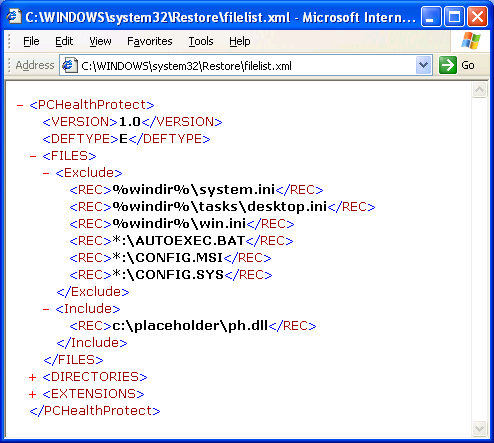 C:\WINDOWS\system32\Restore\filelist.xml - Microsoft Intern...
File Edit View Favorites Tools Help
Address C:\WINDOWS\system32\Restore\filelist.xml Go
- <PCHealthProtect>
<VERSION>1.0</VERSION>
<DEFTYPE>E</DEFTYPE>
- <FILES>
- <Exclude>
<REC>%windir%\system.ini</REC>
<REC>%windir%\tasks\desktop.ini</REC>
<REC>%windir%\win.ini</REC>
<REC>*:\AUTOEXEC.BAT</REC>
<REC>*:\CONFIG.MSI</REC>
<REC>*:\CONFIG.SYS</REC>
</Exclude>
- <Include>
<REC>c:\placeholder\ph.dll</REC>
</Include>
</FILES>
+ <DIRECTORIES>
+ <EXTENSIONS>
</PCHealthProtect>